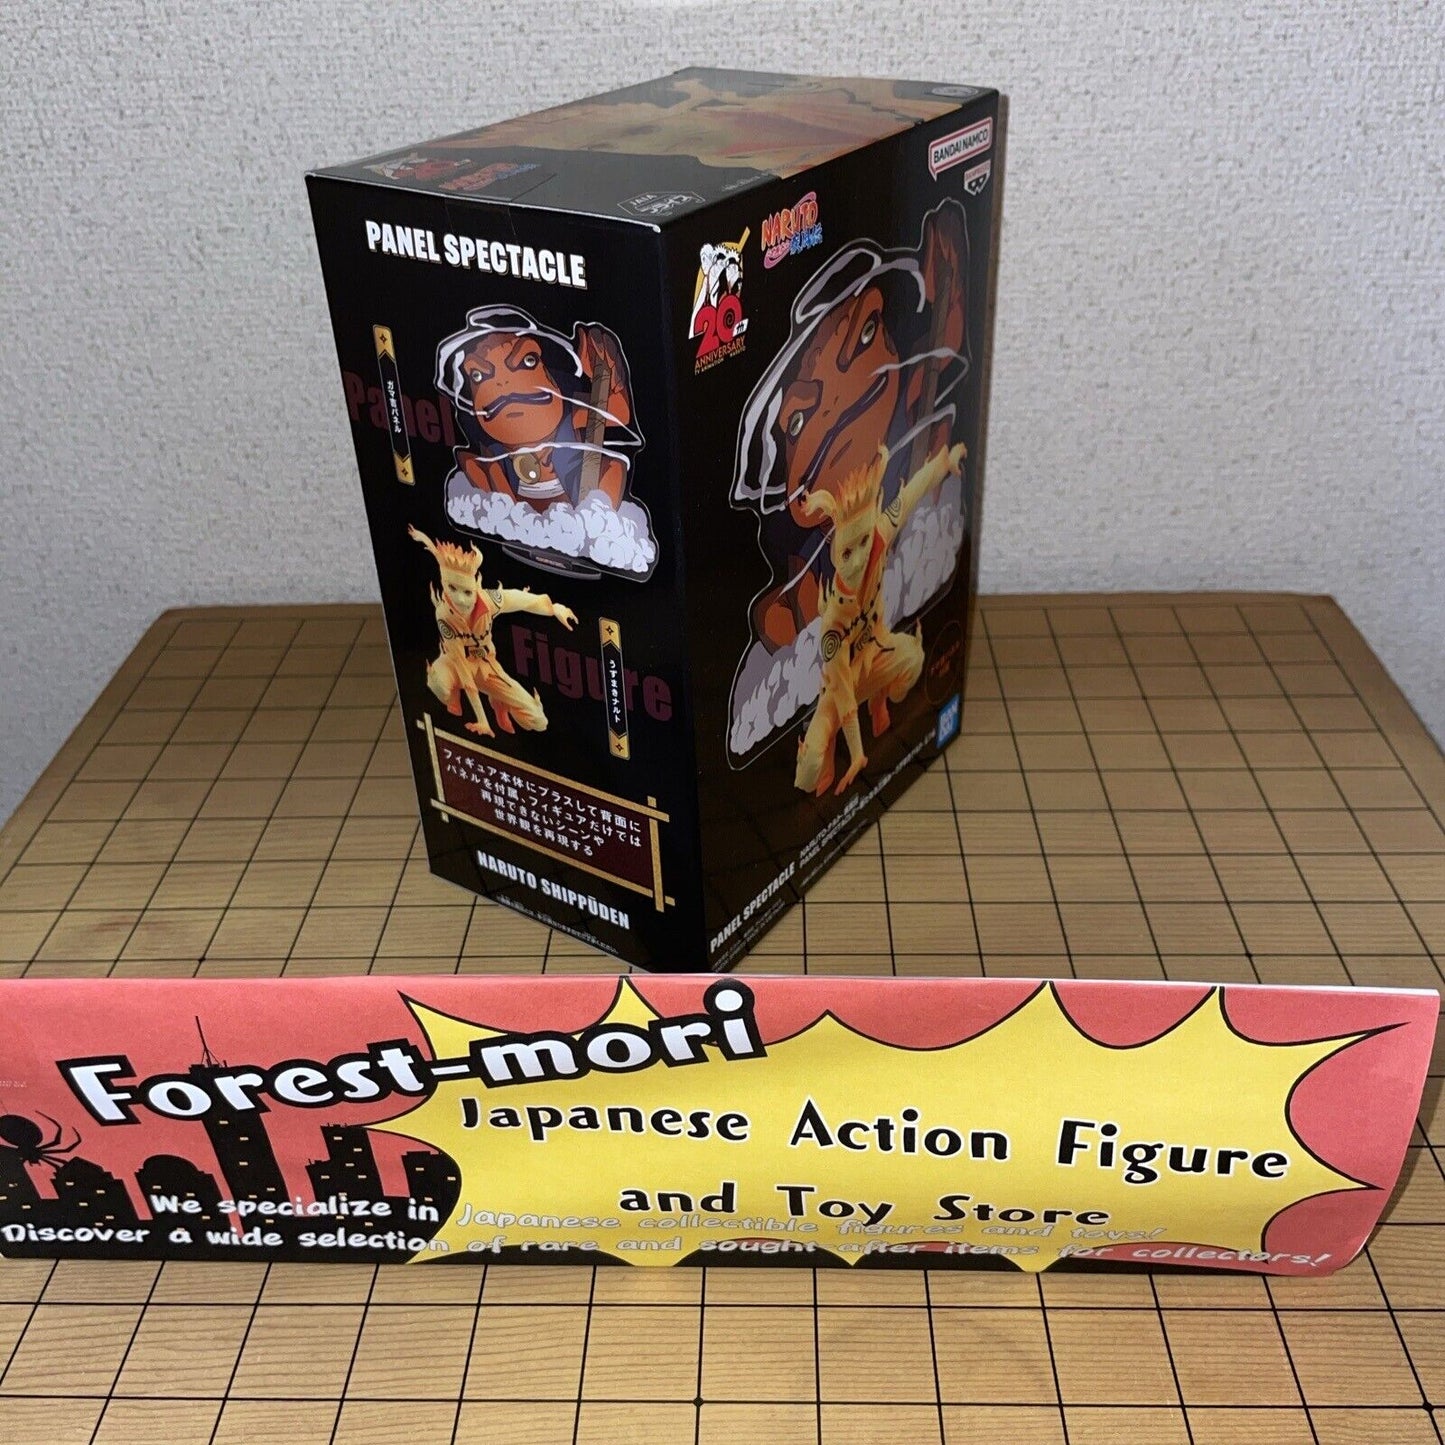 PANEL SPECTACLE
Panel
ガマ吉パネル
Figure
うずまきナルト
フィギュア本体にプラスして背面に
パネルを付属、フィギュアだけでは
再現できないシーンや
世界観を再現する
NARUTO SHIPPŪDEN
BANDAI NAMCO
NARUTO
20th
ANNIVERSARY
TV ANIMATION NARUTO
PANEL SPECTACLE
Forest-mori
Japanese Action Figure
and Toy Store
We specialize in Japanese collectible figures and toys!
Discover a wide selection of rare and sought-after items for collectors!